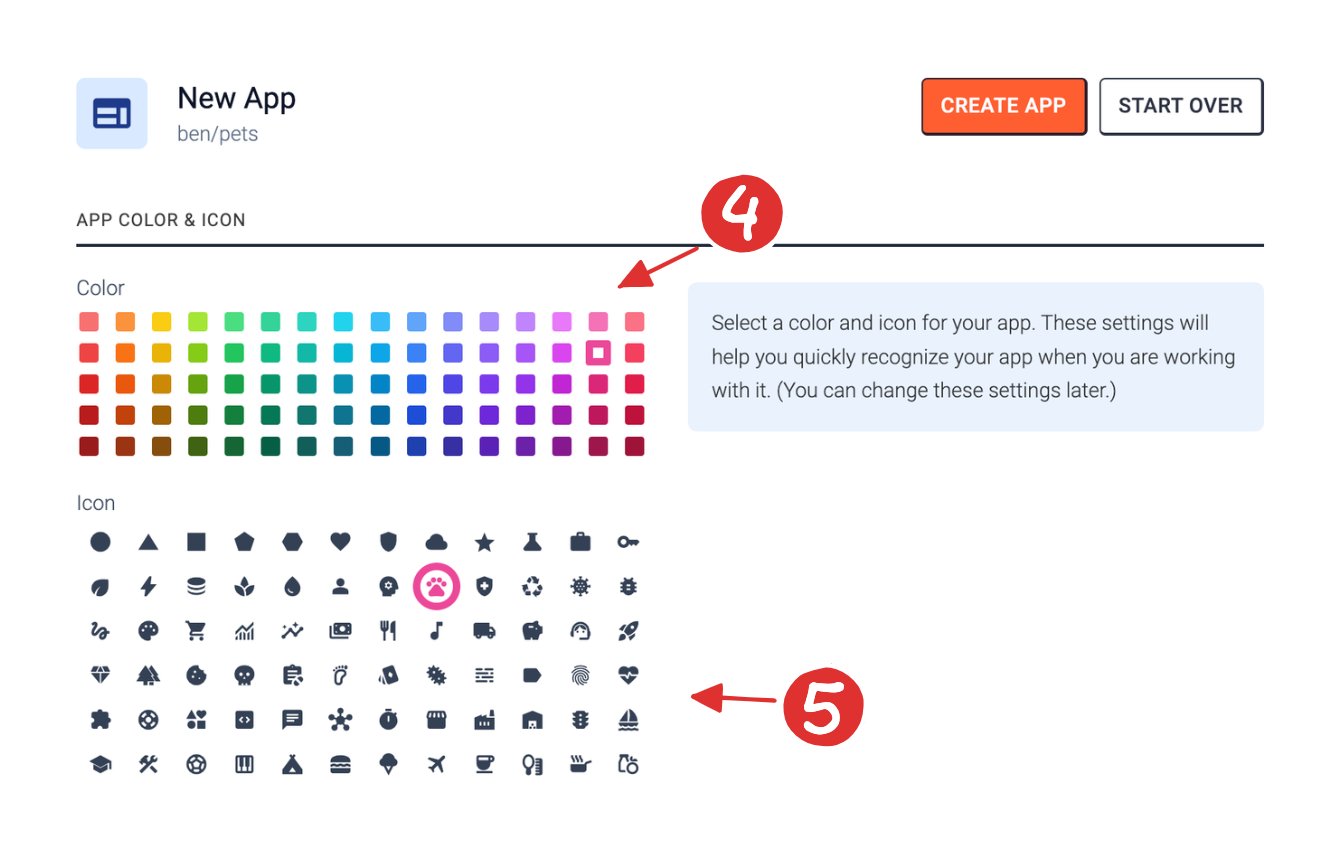 New App
ben/pets
CREATE APP
START OVER
APP COLOR & ICON
4
Color
Select a color and icon for your app. These settings will
help you quickly recognize your app when you are working
with it. (You can change these settings later.)
Icon
5